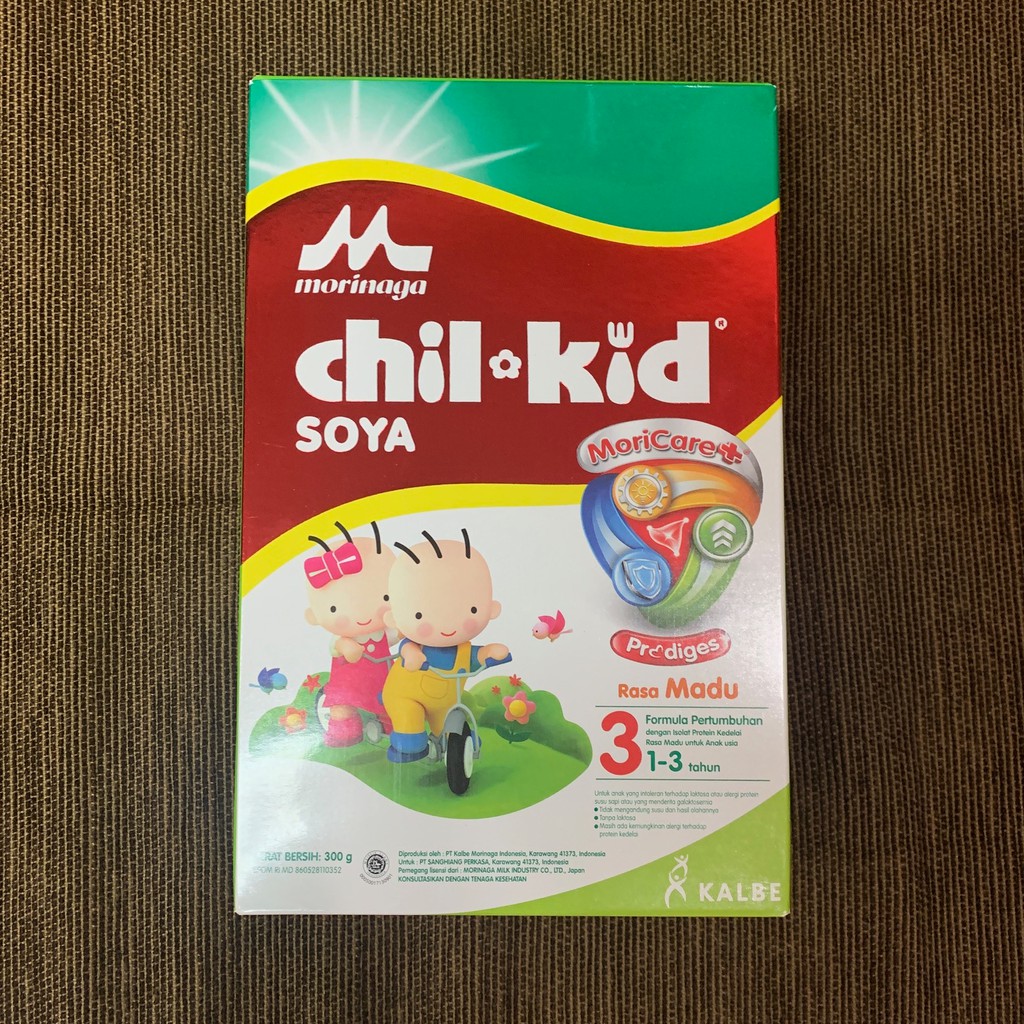 morinaga
chil kid®
SOYA
MoriCare+
Prodiges
Rasa Madu
3
Formula Pertumbuhan
dengan Isolat Protein Kedelai
Rasa Madu untuk Anak usia
1-3 tahun
Untuk anak yang intoleran terhadap laktosa atau alergi protein
susu sapi atau yang menderita galaktosemia
• Tidak mengandung susu dan hasil olahannya
• Tanpa laktosa
• Masih ada kemungkinan alergi terhadap
protein kedelai
BERSIH: 300 g
RI MD 860528110352
Diproduksi oleh : PT Kalbe Morinaga Indonesia, Karawang 41373, Indonesia
Untuk : PT SANGHIANG PERKASA, Karawang 41373, Indonesia
Pemegang lisensi dari : MORINAGA MILK INDUSTRY CO., LTD., Japan
KONSULTASIKAN DENGAN TENAGA KESEHATAN
KALBE